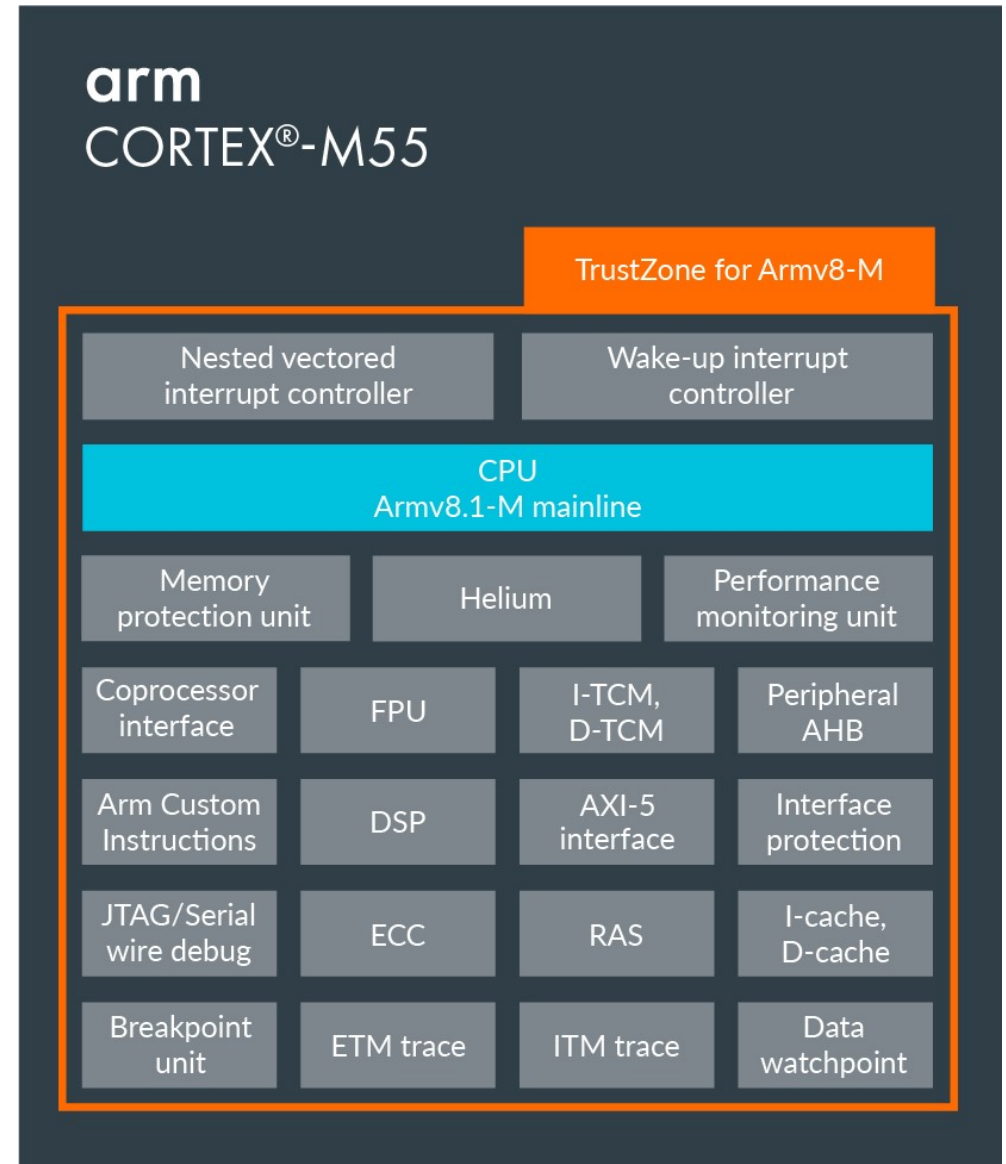 arm
CORTEX®-M55
TrustZone for Armv8-M
Nested vectored
interrupt controller
Wake-up interrupt
controller
CPU
Armv8.1-M mainline
Memory
protection unit
Helium
Performance
monitoring unit
Coprocessor
interface
FPU
I-TCM,
D-TCM
Peripheral
AHB
Arm Custom
Instructions
DSP
AXI-5
interface
Interface
protection
JTAG/Serial
wire debug
ECC
RAS
I-cache,
D-cache
Breakpoint
unit
ETM trace
ITM trace
Data
watchpoint